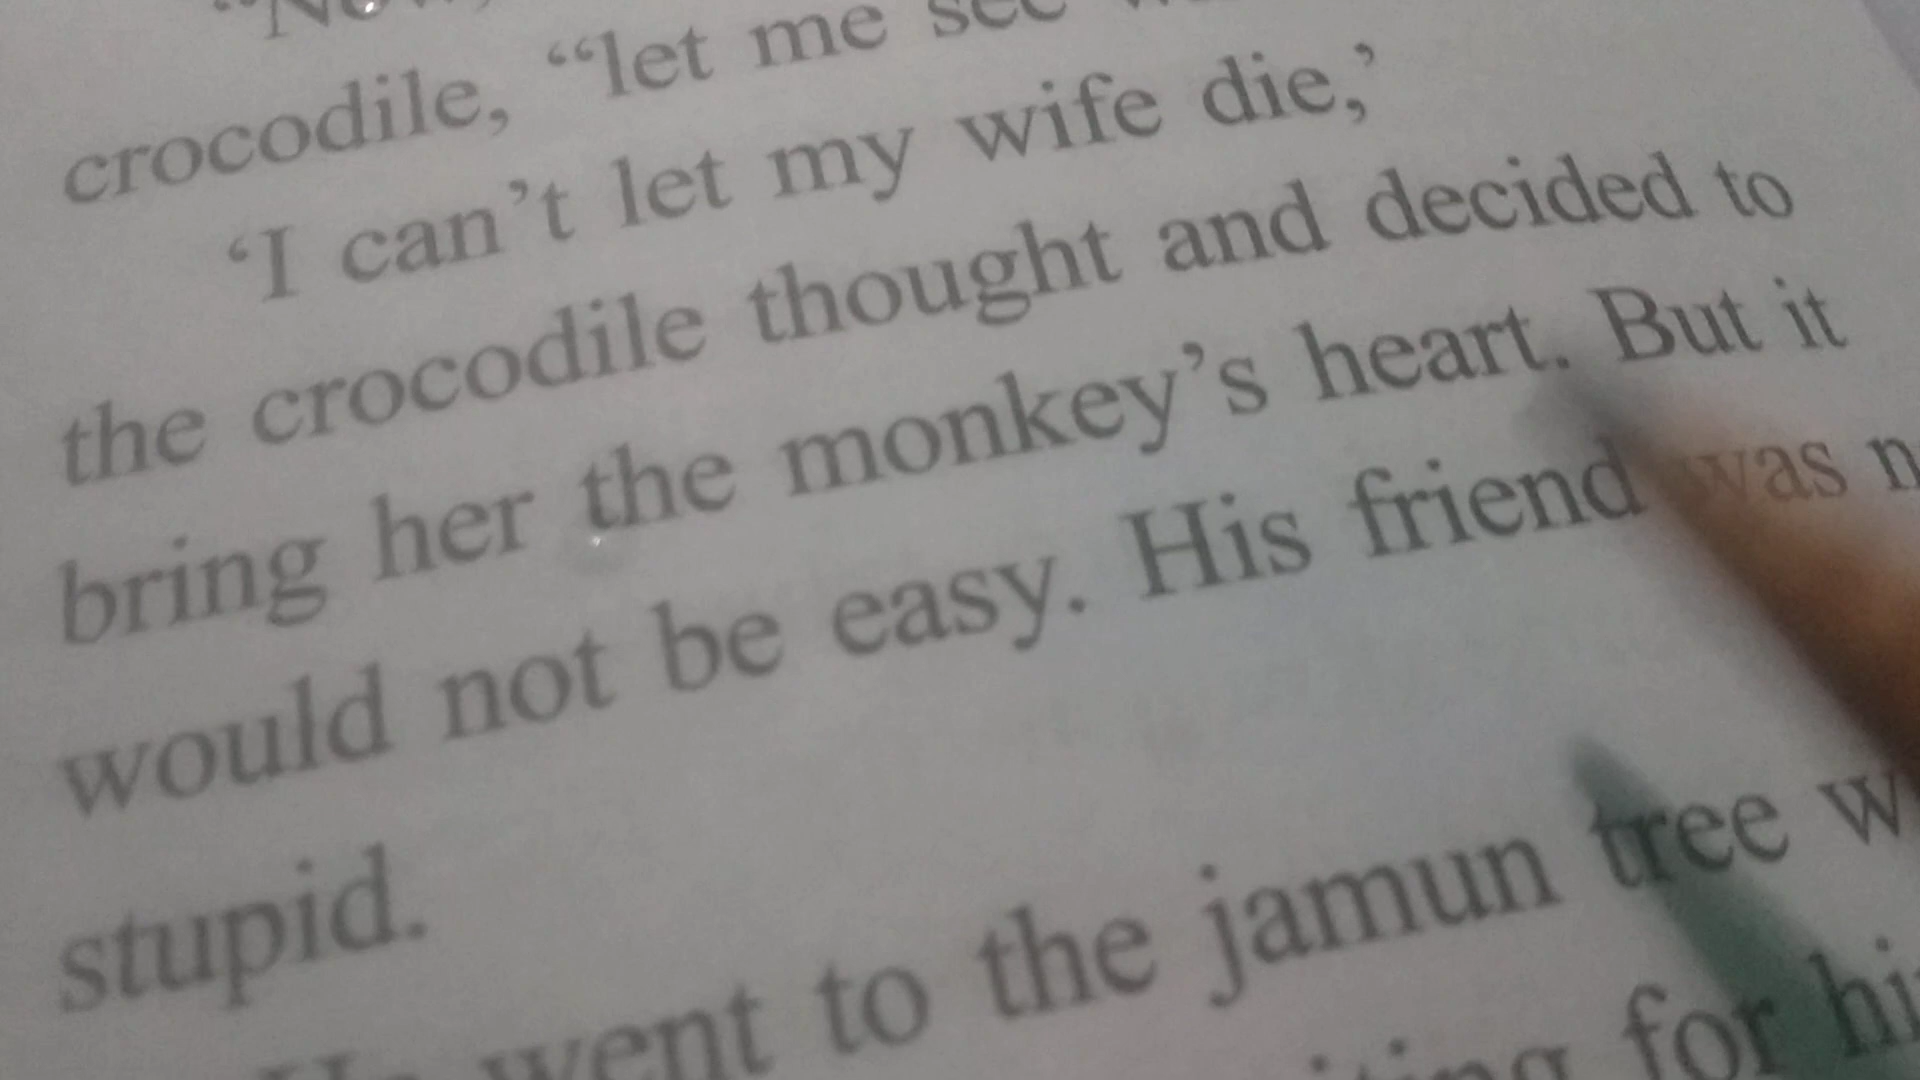 crocodile, “let me see
‘I can’t let my wife die,’
the crocodile thought and decided to
bring her the monkey’s heart. But it
would not be easy. His friend was
stupid.
went to the jamun tree
for